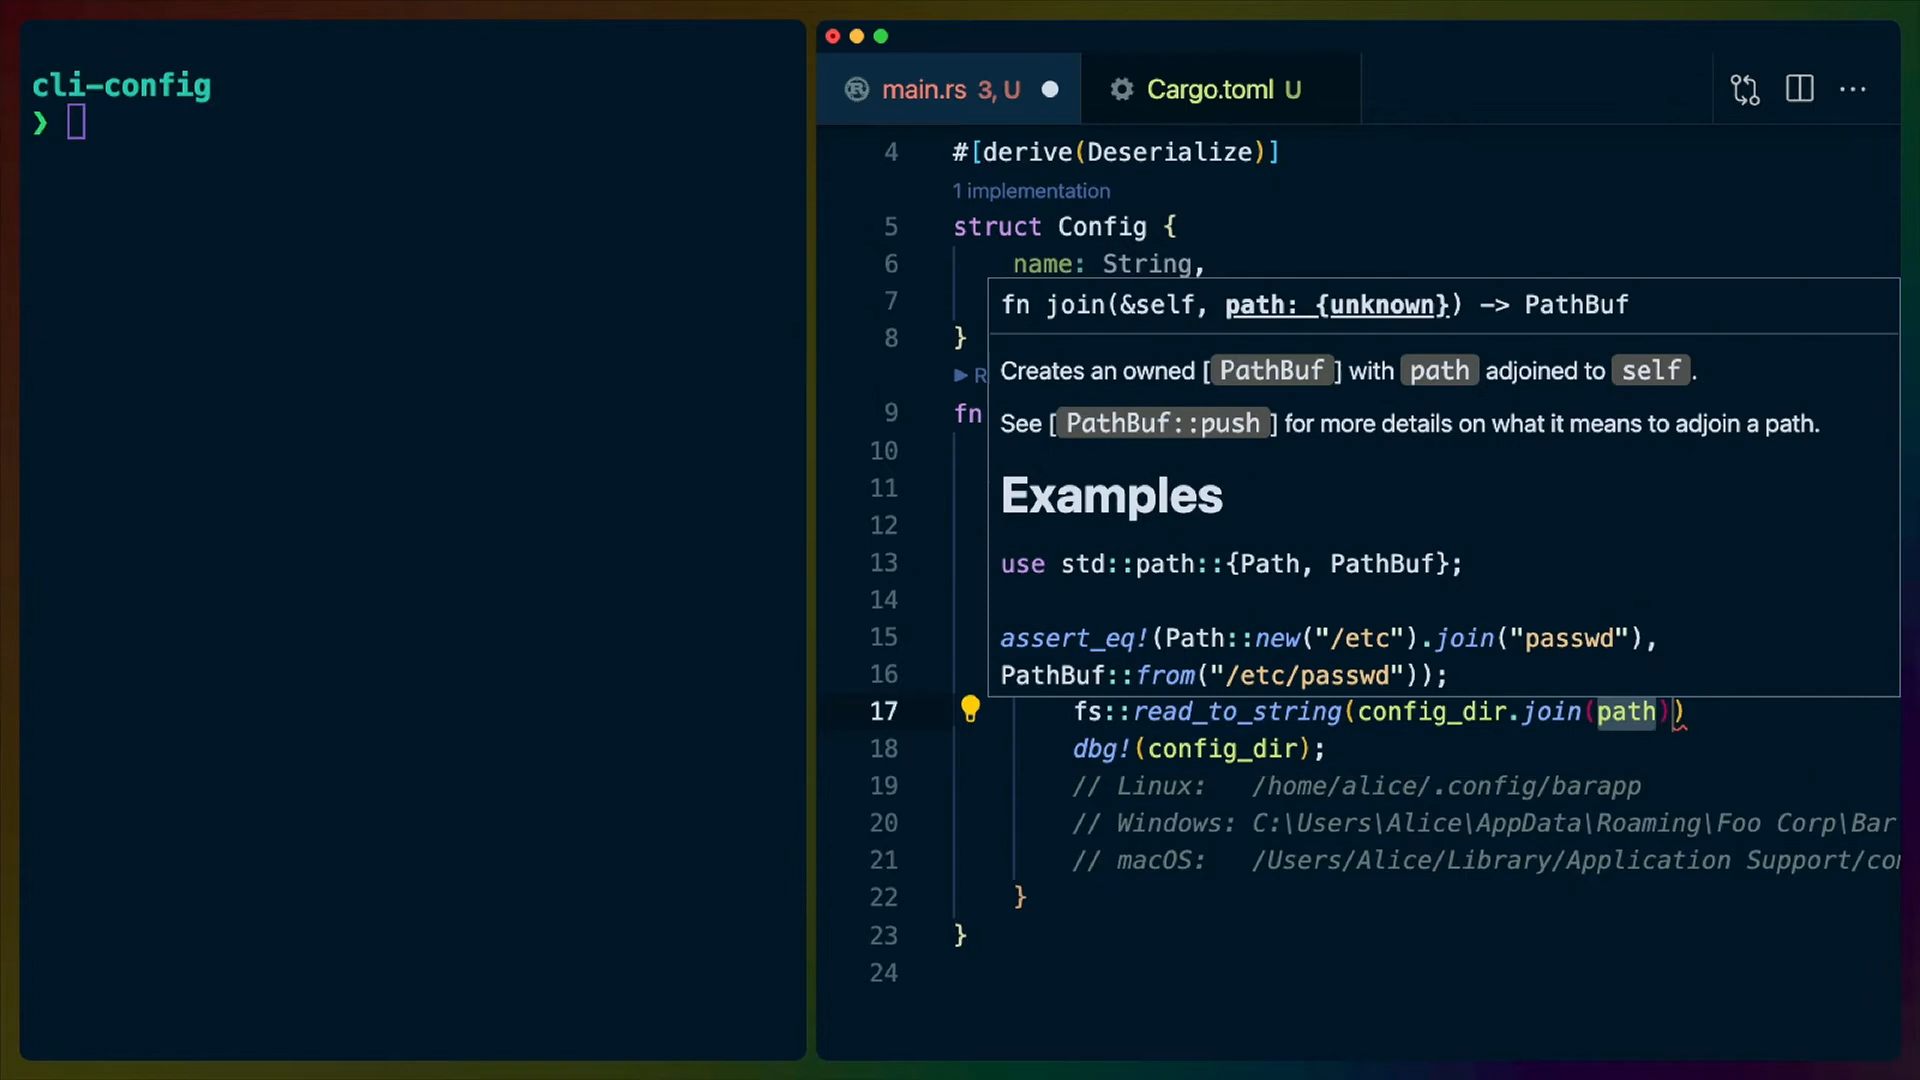 cli-config
❯
main.rs 3, U ●
Cargo.toml U
4 #[derive(Deserialize)]
1 implementation
5 struct Config {
6 name: String,
7
8 }
▶ R
9 fn
10
11
12
13
14
15
16
fn join(&self, path: {unknown}) -> PathBuf
Creates an owned [PathBuf] with path adjoined to self.
See [PathBuf::push] for more details on what it means to adjoin a path.
Examples
use std::path::{Path, PathBuf};
assert_eq!(Path::new("/etc").join("passwd"),
PathBuf::from("/etc/passwd"));
17 fs::read_to_string(config_dir.join(path))
18 dbg!(config_dir);
19 // Linux: /home/alice/.config/barapp
20 // Windows: C:\Users\Alice\AppData\Roaming\Foo Corp\Bar
21 // macOS: /Users/Alice/Library/Application Support/co
22 }
23 }
24